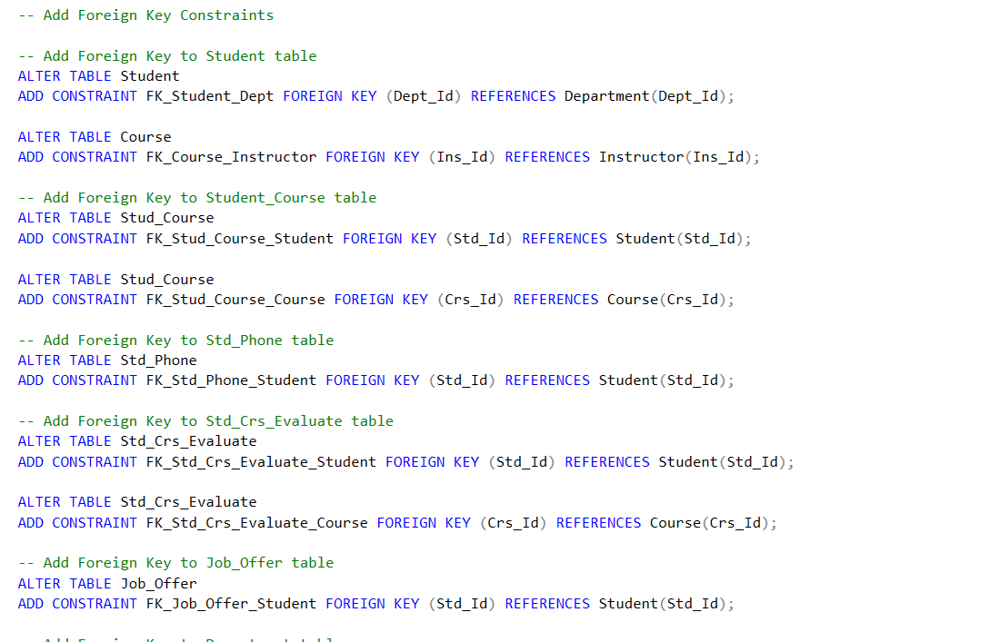 -- Add Foreign Key Constraints
-- Add Foreign Key to Student table
ALTER TABLE Student
ADD CONSTRAINT FK_Student_Dept FOREIGN KEY (Dept_Id) REFERENCES Department(Dept_Id);
ALTER TABLE Course
ADD CONSTRAINT FK_Course_Instructor FOREIGN KEY (Ins_Id) REFERENCES Instructor(Ins_Id);
-- Add Foreign Key to Student_Course table
ALTER TABLE Stud_Course
ADD CONSTRAINT FK_Stud_Course_Student FOREIGN KEY (Std_Id) REFERENCES Student(Std_Id);
ALTER TABLE Stud_Course
ADD CONSTRAINT FK_Stud_Course_Course FOREIGN KEY (Crs_Id) REFERENCES Course(Crs_Id);
-- Add Foreign Key to Std_Phone table
ALTER TABLE Std_Phone
ADD CONSTRAINT FK_Std_Phone_Student FOREIGN KEY (Std_Id) REFERENCES Student(Std_Id);
-- Add Foreign Key to Std_Crs_Evaluate table
ALTER TABLE Std_Crs_Evaluate
ADD CONSTRAINT FK_Std_Crs_Evaluate_Student FOREIGN KEY (Std_Id) REFERENCES Student(Std_Id);
ALTER TABLE Std_Crs_Evaluate
ADD CONSTRAINT FK_Std_Crs_Evaluate_Course FOREIGN KEY (Crs_Id) REFERENCES Course(Crs_Id);
-- Add Foreign Key to Job_Offer table
ALTER TABLE Job_Offer
ADD CONSTRAINT FK_Job_Offer_Student FOREIGN KEY (Std_Id) REFERENCES Student(Std_Id);